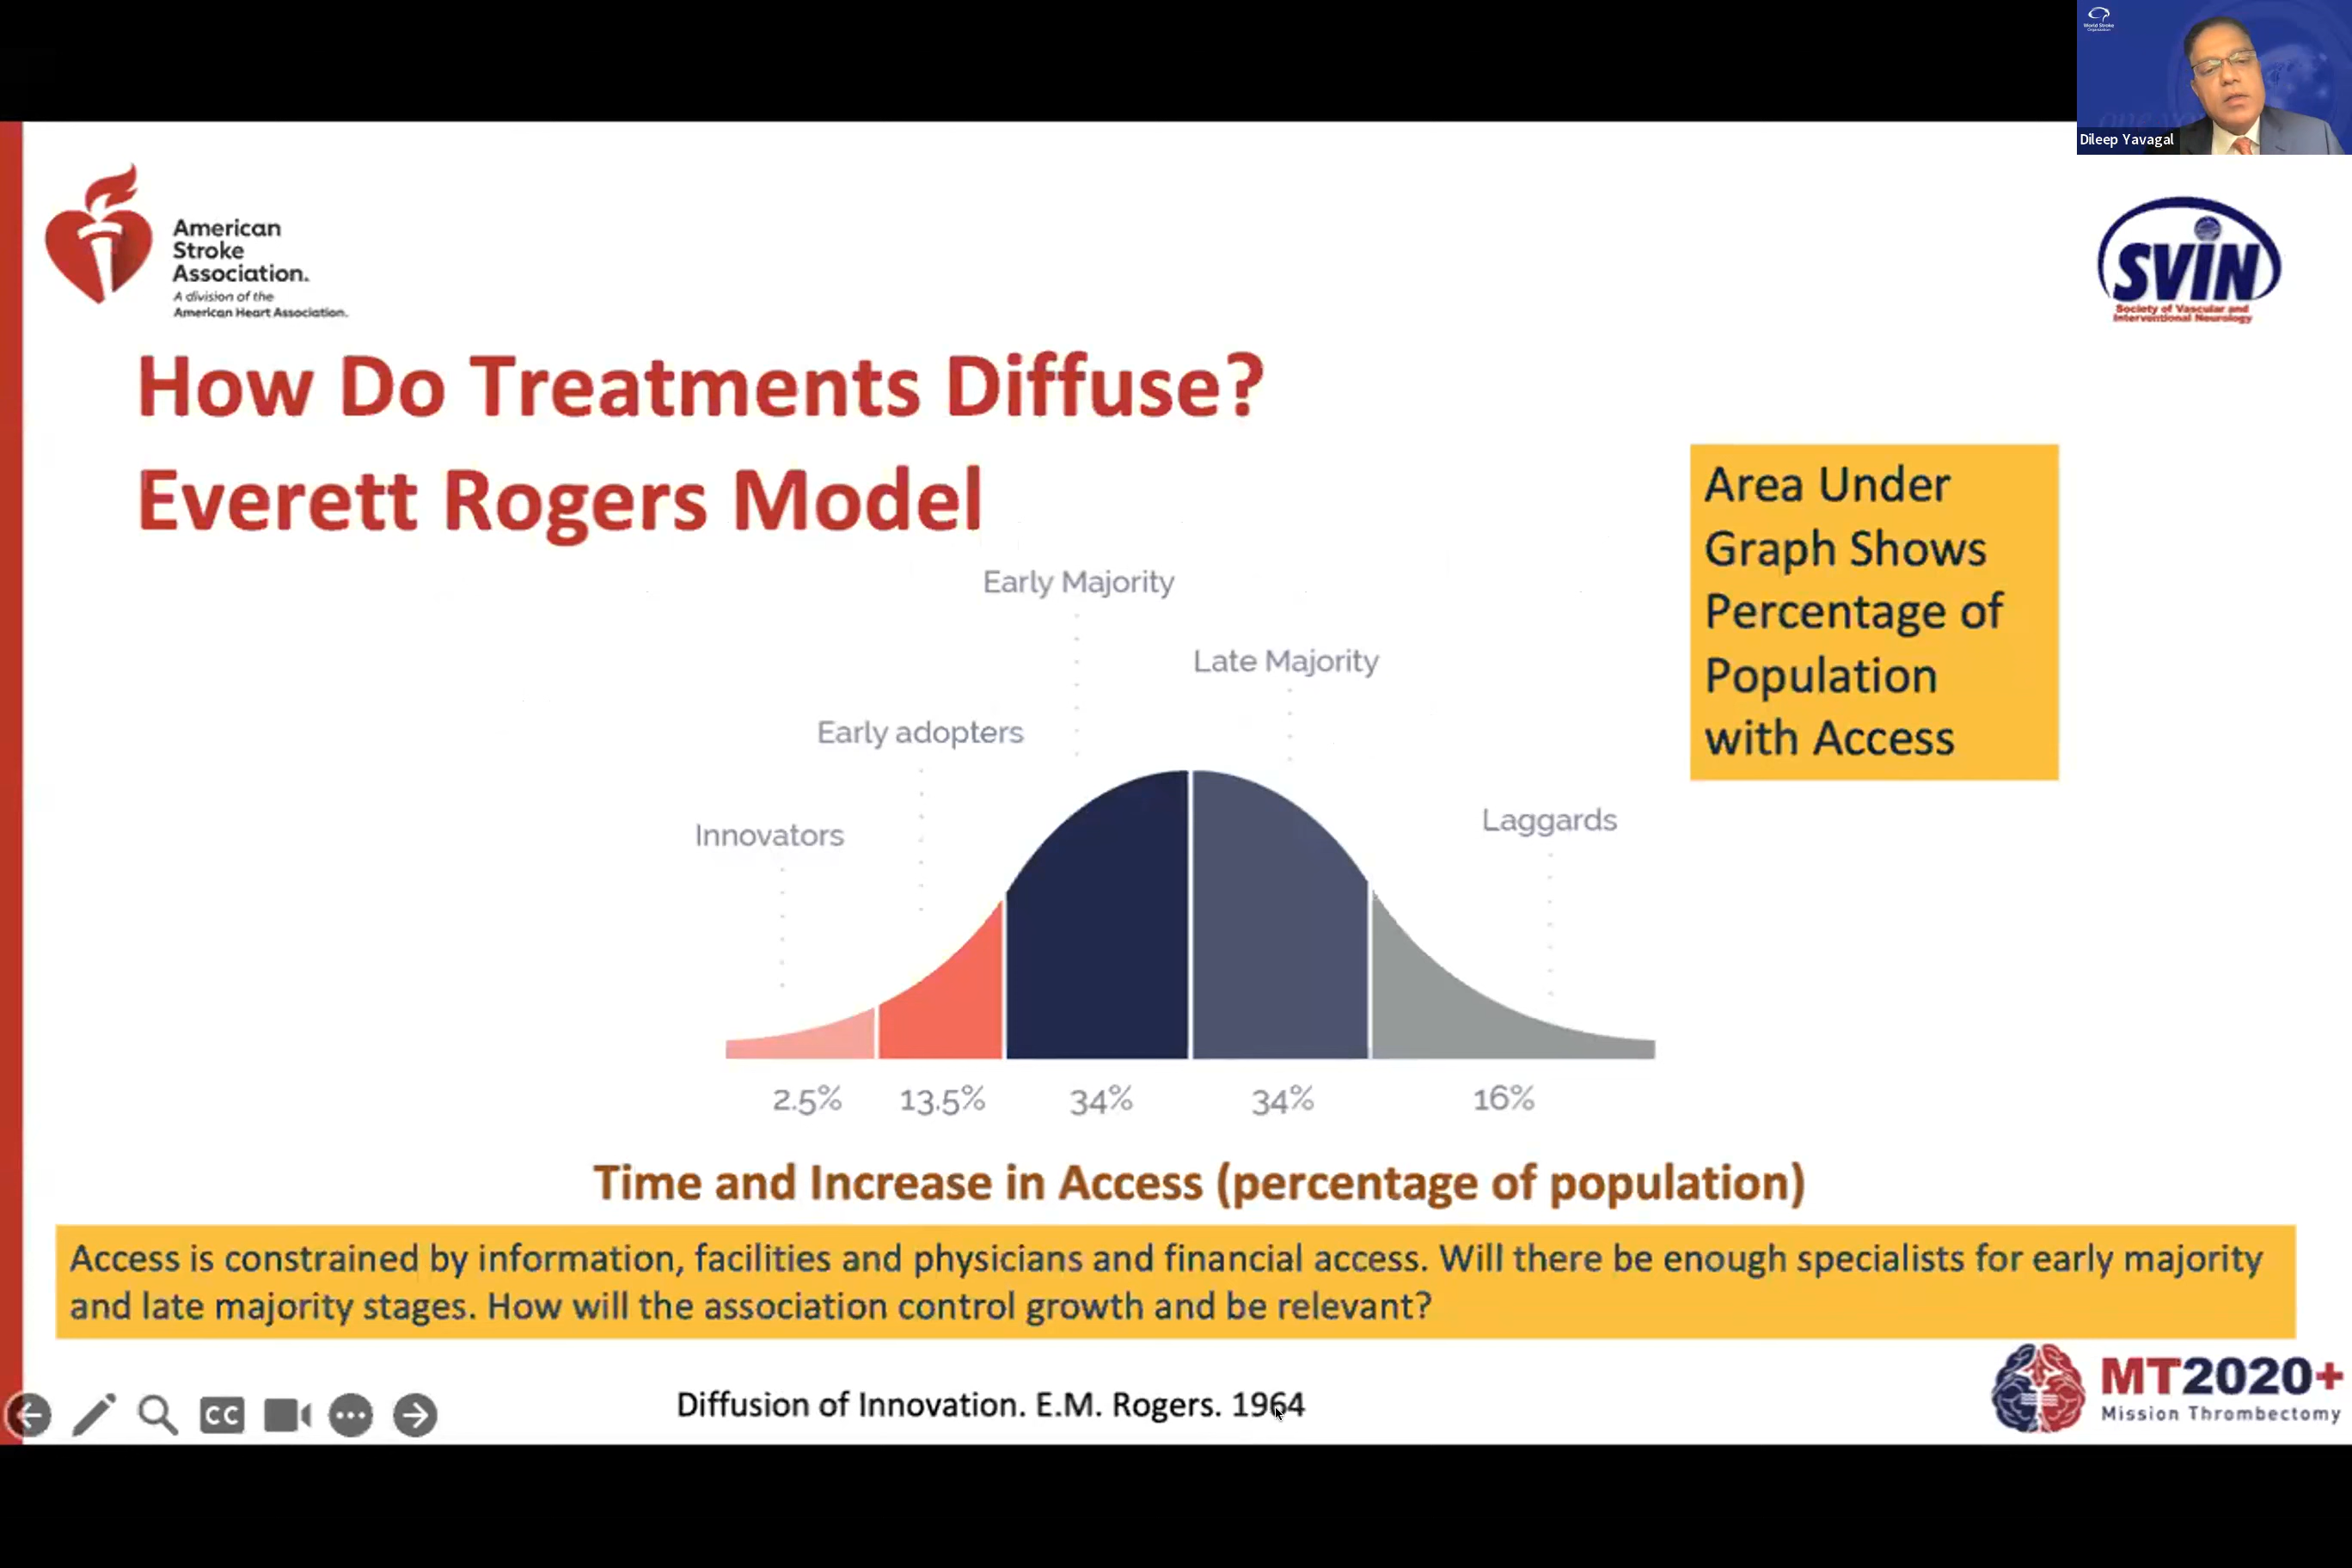 World Stroke
Organization
Dileep Yavagal
American
Stroke
Association.
A division of the
American Heart Association.
SVIN
Society of Vascular and
Interventional Neurology
How Do Treatments Diffuse?
Everett Rogers Model
Area Under
Graph Shows
Percentage of
Population
with Access
Early Majority
Late Majority
Early adopters
Laggards
Innovators
2.5% 13.5% 34% 34% 16%
Time and Increase in Access (percentage of population)
Access is constrained by information, facilities and physicians and financial access. Will there be enough specialists for early majority
and late majority stages. How will the association control growth and be relevant?
CC
Diffusion of Innovation. E.M. Rogers. 1964
MT2020+
Mission Thrombectomy